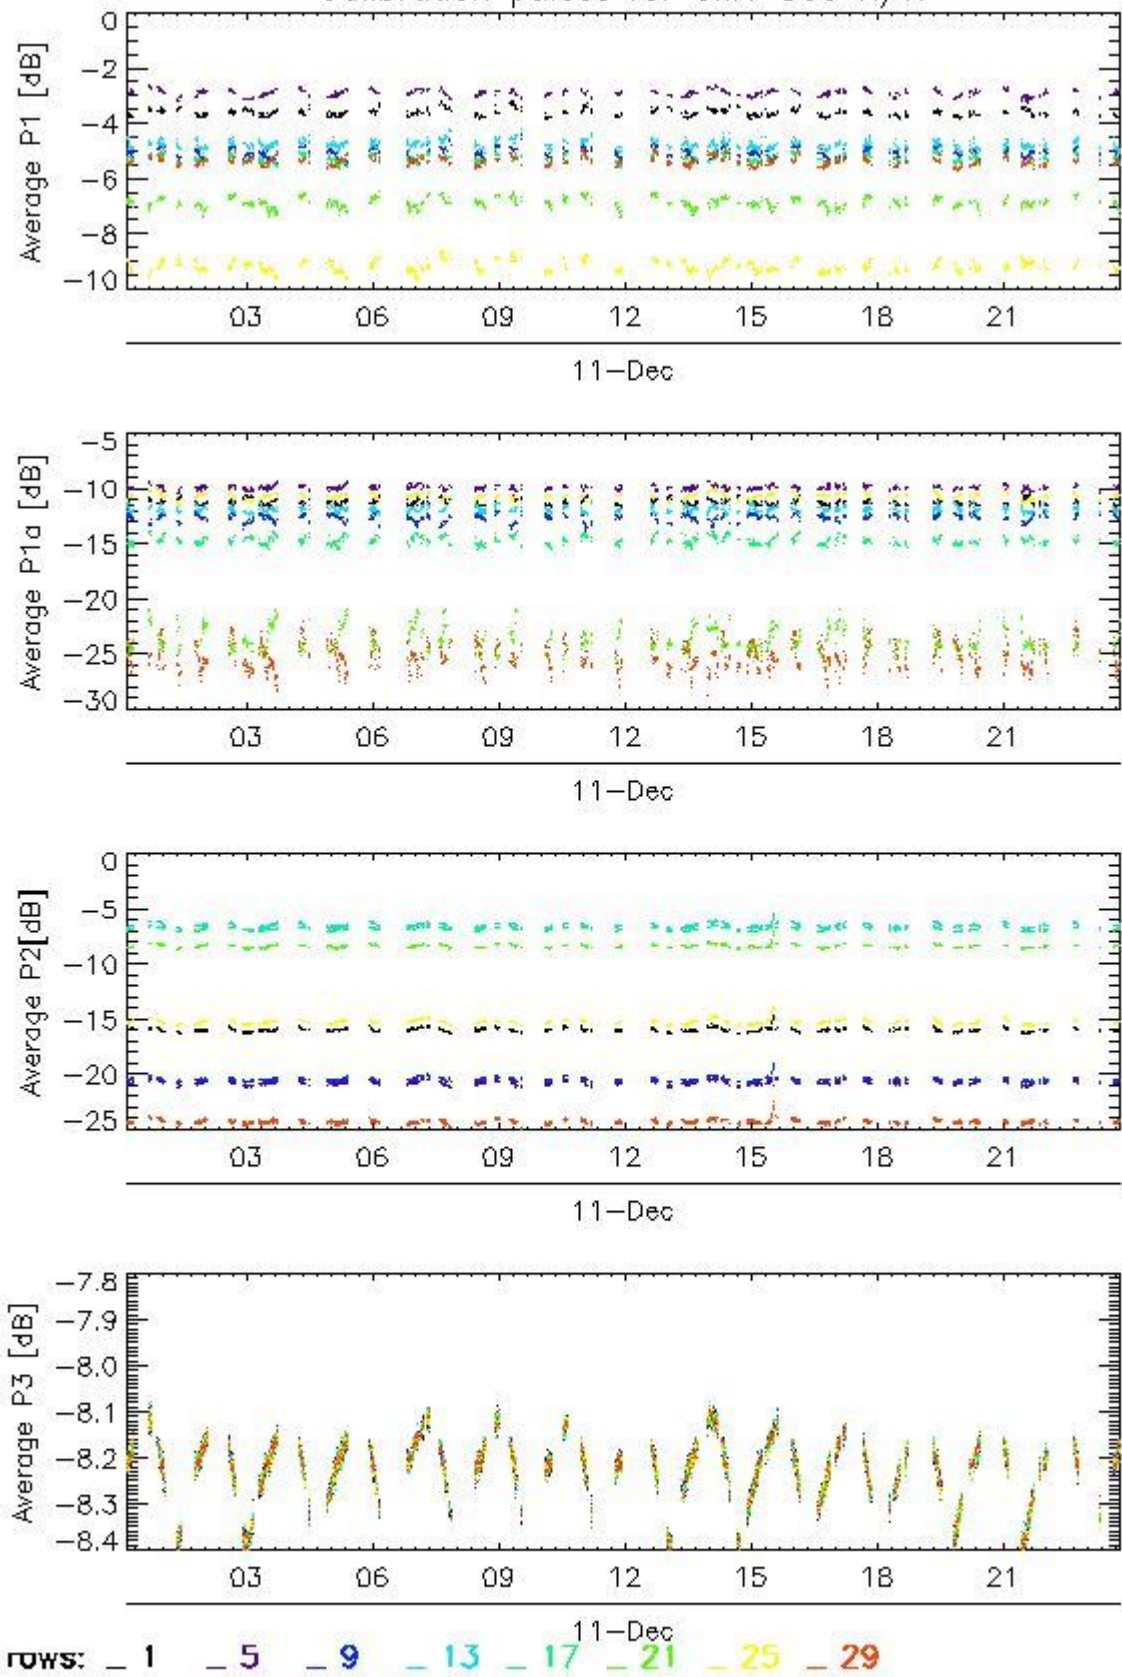 0
-2
-4
-6
-8
-10
Average P1 [dB]
03 06 09 12 15 18 21
11-Dec
-5
-10
-15
-20
-25
-30
Average P1a [dB]
03 06 09 12 15 18 21
11-Dec
0
-5
-10
-15
-20
-25
Average P2[dB]
03 06 09 12 15 18 21
11-Dec
-7.8
-7.9
-8.0
-8.1
-8.2
-8.3
-8.4
Average P3 [dB]
03 06 09 12 15 18 21
11-Dec
rows: _ 1 _ 5 _ 9 _ 13 _ 17 _ 21 _ 25 _ 29